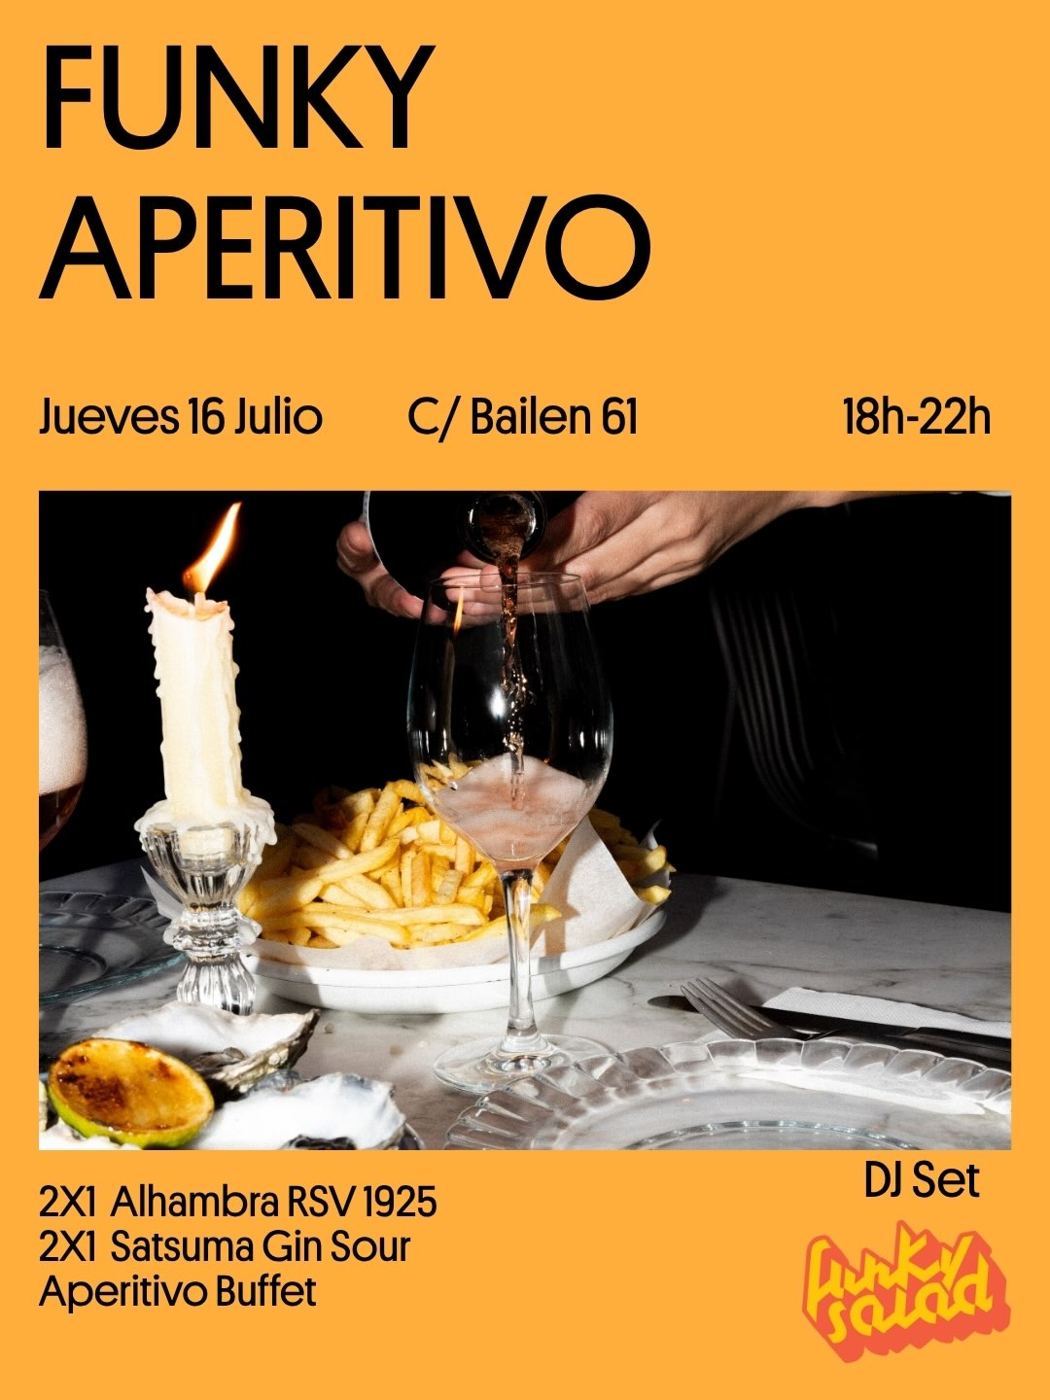 FUNKY
APERITIVO
Jueves 16 Julio C/ Bailen 61 18h-22h
2X1 Alhambra RSV 1925
2X1 Satsuma Gin Sour
Aperitivo Buffet
DJ Set
funky
salad